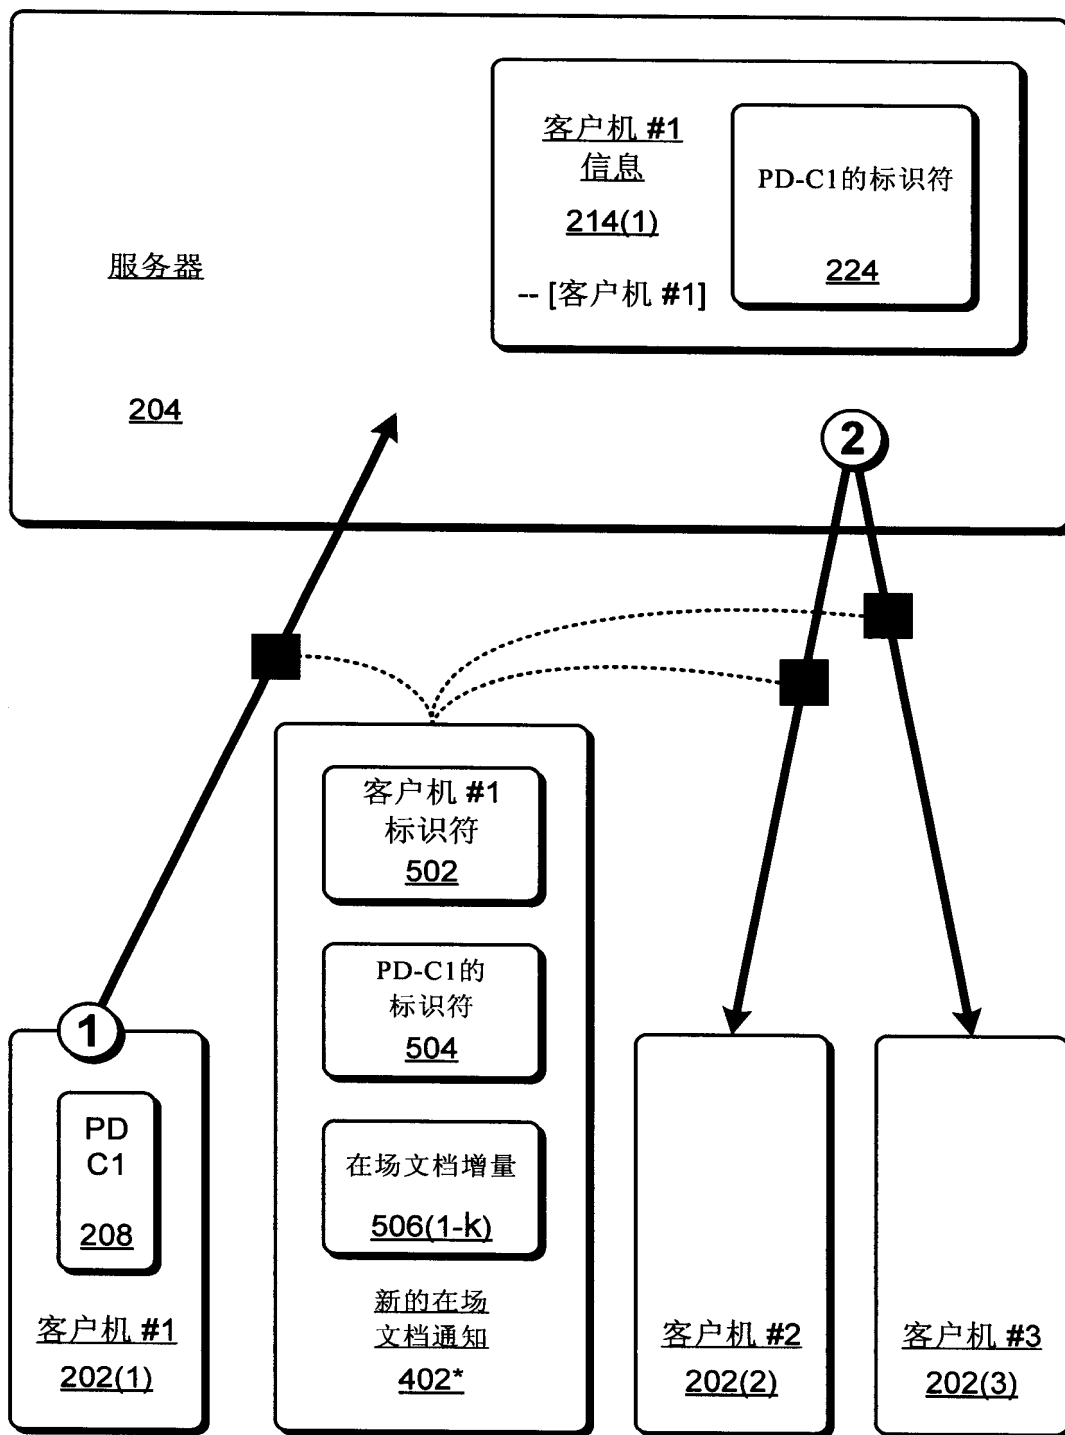 客户机 #1
信息
214(1)
-- [客户机 #1]
PD-C1的标识符
224
服务器
204
2
客户机 #1
标识符
502
PD-C1的
标识符
504
在场文档增量
506(1-k)
新的在场
文档通知
402*
1
PD
C1
208
客户机 #1
202(1)
客户机 #2
202(2)
客户机 #3
202(3)